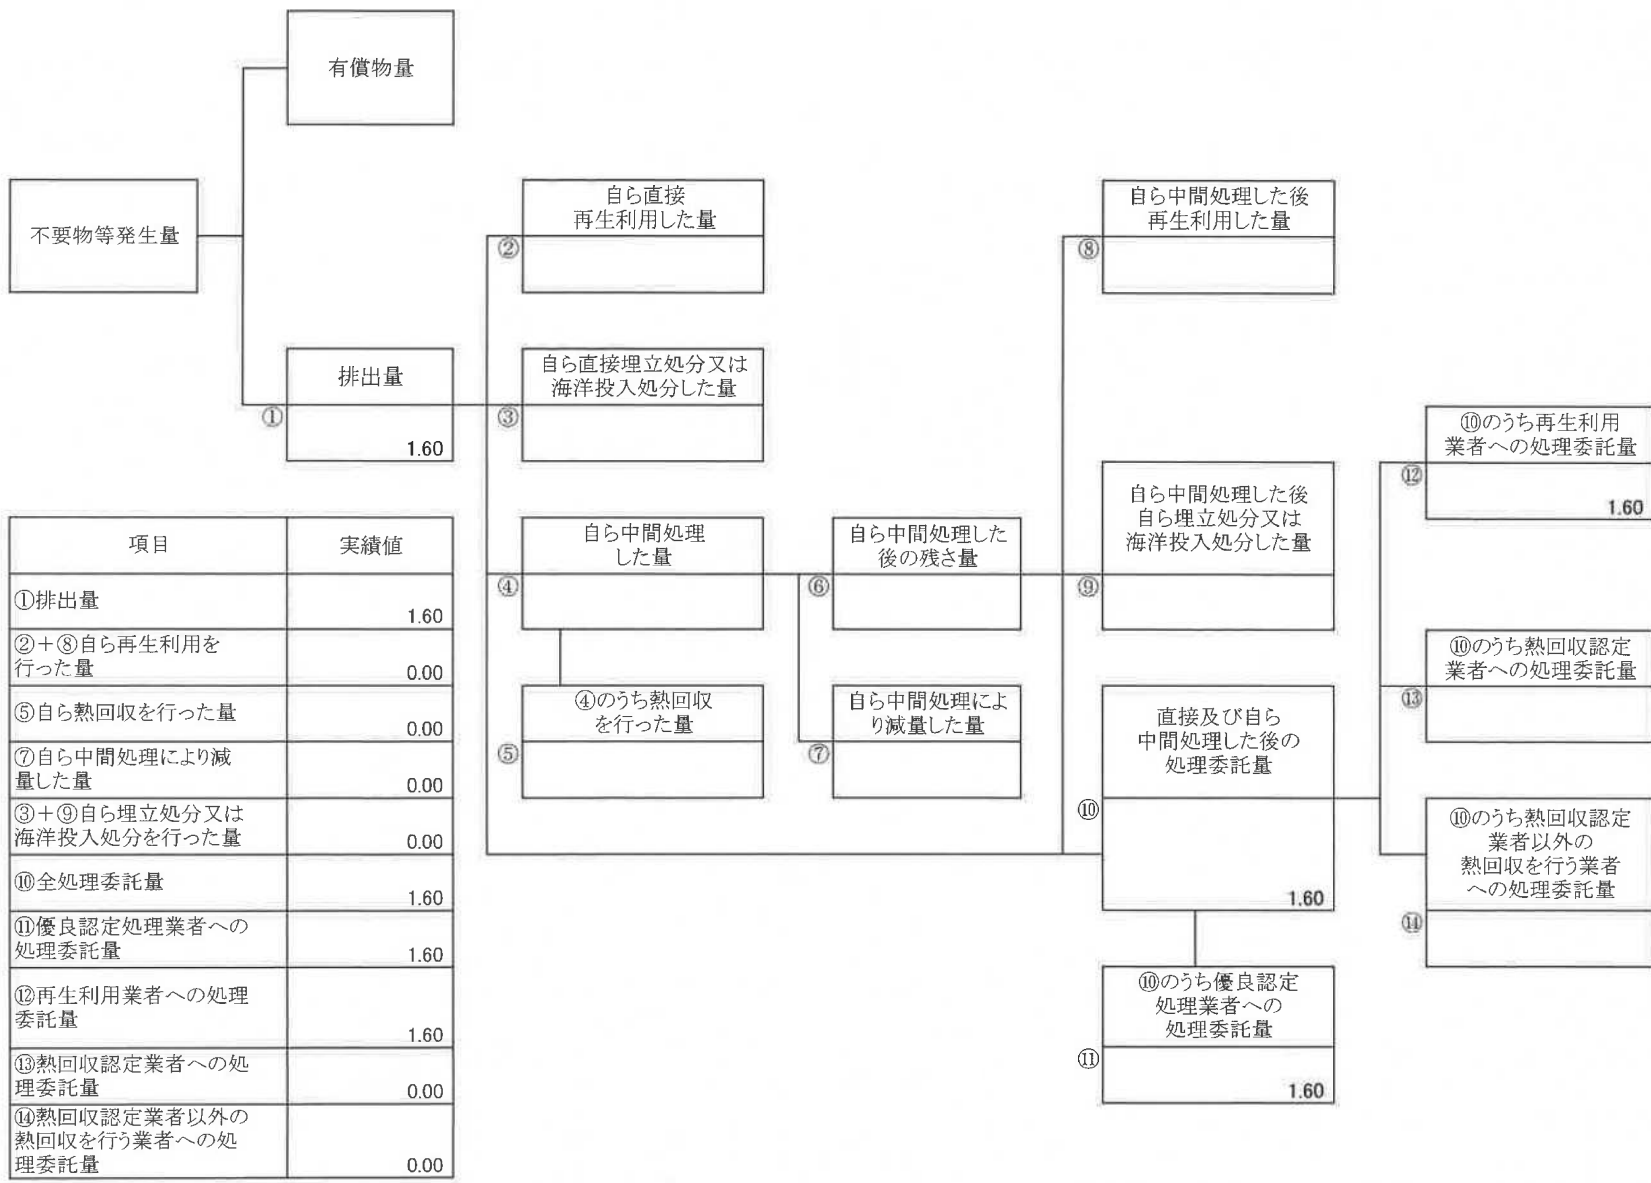 有償物量
不要物等発生量
自ら直接
再生利用した量
②
自ら中間処理した後
再生利用した量
⑧
排出量
①
1.60
自ら直接埋立処分又は
海洋投入処分した量
③
⑩のうち再生利用
業者への処理委託量
⑫
1.60
自ら中間処理
した量
④
自ら中間処理した
後の残さ量
⑥
自ら中間処理した後
自ら埋立処分又は
海洋投入処分した量
⑨
⑩のうち熱回収認定
業者への処理委託量
⑬
④のうち熱回収
を行った量
⑤
自ら中間処理によ
り減量した量
⑦
直接及び自ら
中間処理した後の
処理委託量
⑩
1.60
⑩のうち熱回収認定
業者以外の
熱回収を行う業者
への処理委託量
⑭
⑩のうち優良認定
処理業者への
処理委託量
⑪
1.60
項目 実績値
①排出量
1.60
②+⑧自ら再生利用を
行った量
0.00
⑤自ら熱回収を行った量
0.00
⑦自ら中間処理により減
量した量
0.00
③+⑨自ら埋立処分又は
海洋投入処分を行った量
0.00
⑩全処理委託量
1.60
⑪優良認定処理業者への
処理委託量
1.60
⑫再生利用業者への処理
委託量
1.60
⑬熱回収認定業者への処
理委託量
0.00
⑭熱回収認定業者以外の
熱回収を行う業者への処
理委託量
0.00